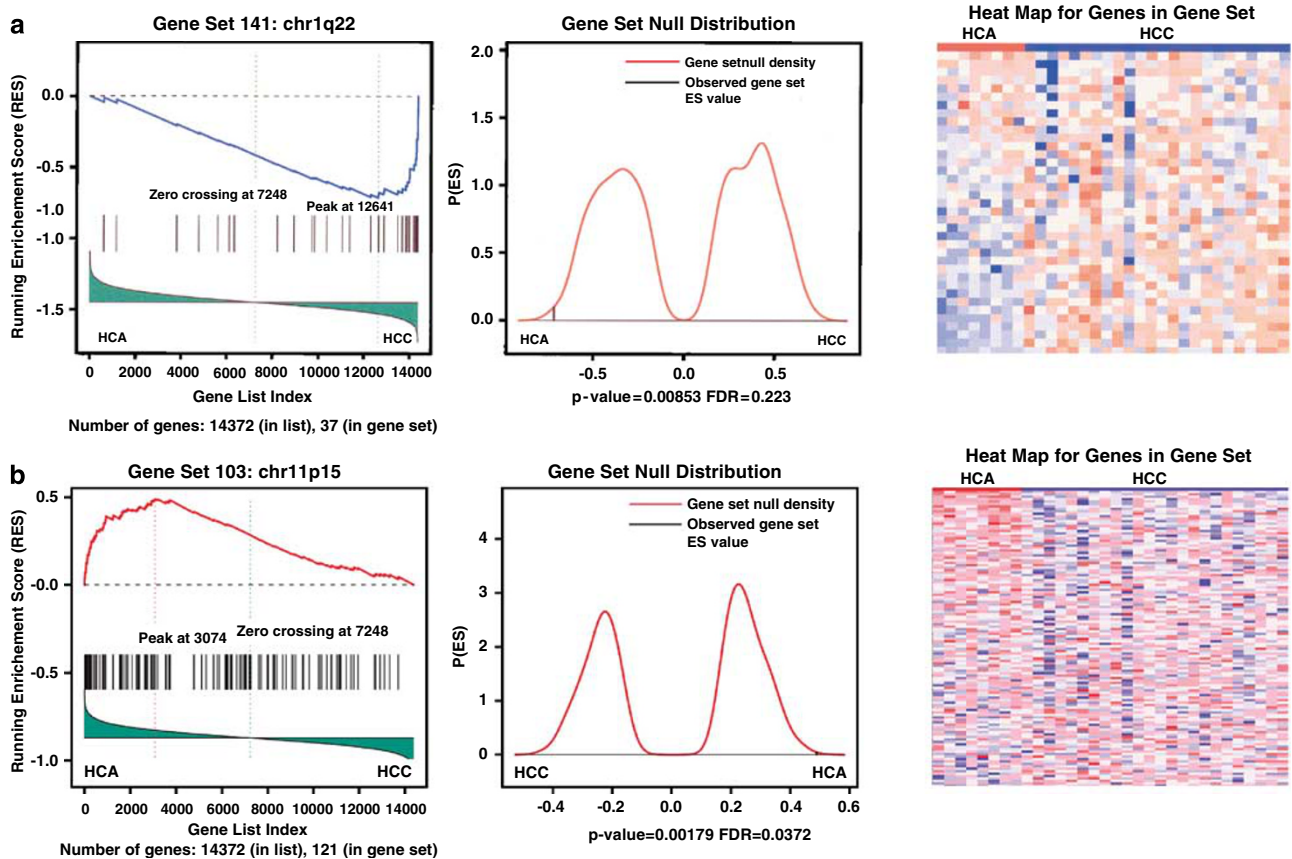 a
Gene Set 141: chr1q22
Running Enrichement Score (RES)
0.0
-0.5
-1.0
-1.0
-1.5
Zero crossing at 7248
Peak at 12641
HCA
HCC
0 2000 4000 6000 8000 10000 12000 14000
Gene List Index
Number of genes: 14372 (in list), 37 (in gene set)
Gene Set Null Distribution
P(ES)
2.0
1.5
1.0
0.5
0.0
Gene setnull density
Observed gene set
ES value
HCA
HCC
-0.5 0.0 0.5
p-value=0.00853 FDR=0.223
Heat Map for Genes in Gene Set
HCA HCC
b
Gene Set 103: chr11p15
Running Enrichment Score (RES)
0.5
-0.0
-0.5
-1.0
Peak at 3074
Zero crossing at 7248
HCA
HCC
0 2000 4000 6000 8000 10000 12000 14000
Gene List Index
Number of genes: 14372 (in list), 121 (in gene set)
Gene Set Null Distribution
P(ES)
4
3
2
1
0
Gene set null density
Observed gene set
ES value
HCC
HCA
-0.4 -0.2 0.0 0.2 0.4 0.6
p-value=0.00179 FDR=0.0372
Heat Map for Genes in Gene Set
HCA HCC